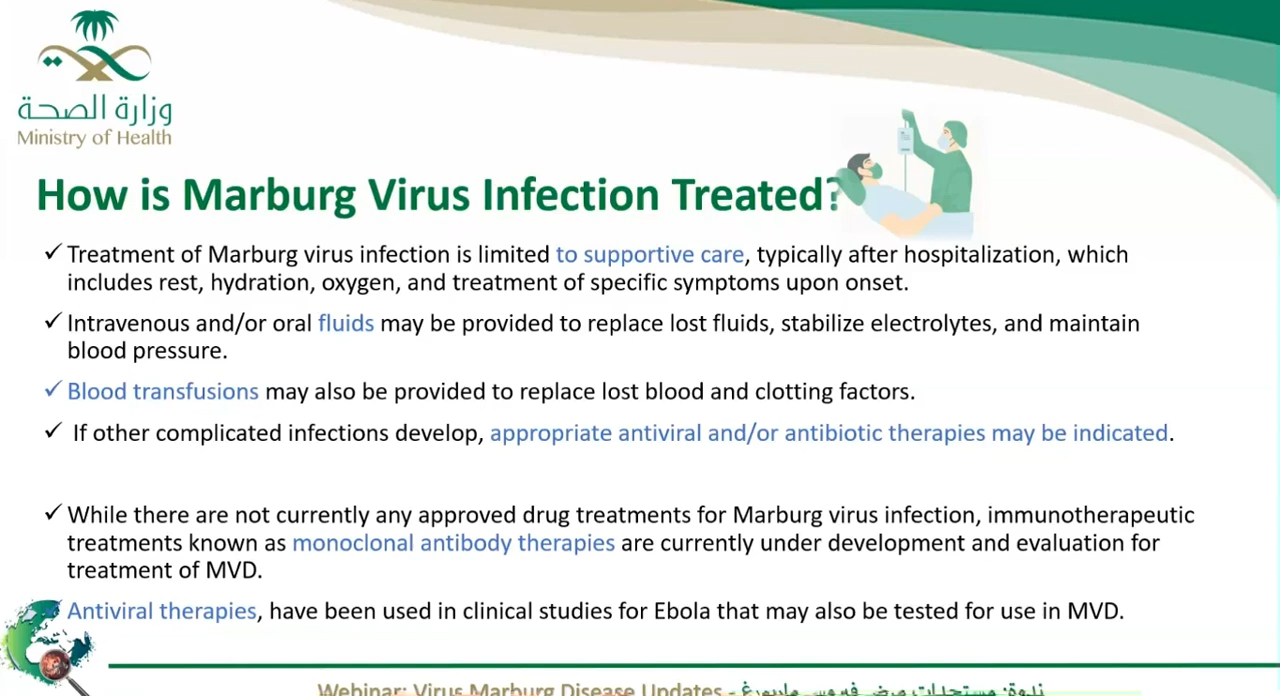 وزارة الصحة
Ministry of Health
How is Marburg Virus Infection Treated?
✓ Treatment of Marburg virus infection is limited to supportive care, typically after hospitalization, which
includes rest, hydration, oxygen, and treatment of specific symptoms upon onset.
✓ Intravenous and/or oral fluids may be provided to replace lost fluids, stabilize electrolytes, and maintain
blood pressure.
✓ Blood transfusions may also be provided to replace lost blood and clotting factors.
✓ If other complicated infections develop, appropriate antiviral and/or antibiotic therapies may be indicated.
✓ While there are not currently any approved drug treatments for Marburg virus infection, immunotherapeutic
treatments known as monoclonal antibody therapies are currently under development and evaluation for
treatment of MVD.
✓ Antiviral therapies, have been used in clinical studies for Ebola that may also be tested for use in MVD.
Webinar: Virus Marburg Disease Updates - ندوة: مستجدات مرض فيروس ماربورغ